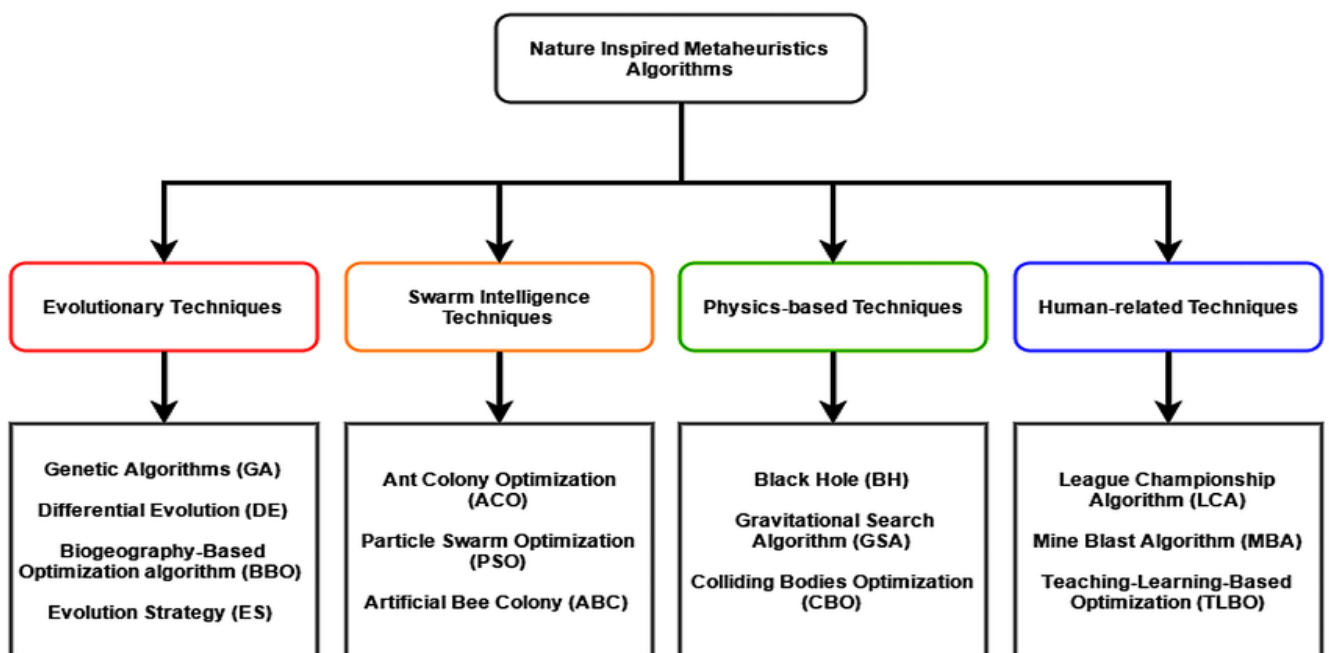 Nature Inspired Metaheuristics
Algorithms
Evolutionary Techniques
Swarm Intelligence
Techniques
Physics-based Techniques
Human-related Techniques
Genetic Algorithms (GA)
Differential Evolution (DE)
Biogeography-Based
Optimization algorithm (BBO)
Evolution Strategy (ES)
Ant Colony Optimization
(ACO)
Particle Swarm Optimization
(PSO)
Artificial Bee Colony (ABC)
Black Hole (BH)
Gravitational Search
Algorithm (GSA)
Colliding Bodies Optimization
(CBO)
League Championship
Algorithm (LCA)
Mine Blast Algorithm (MBA)
Teaching-Learning-Based
Optimization (TLBO)